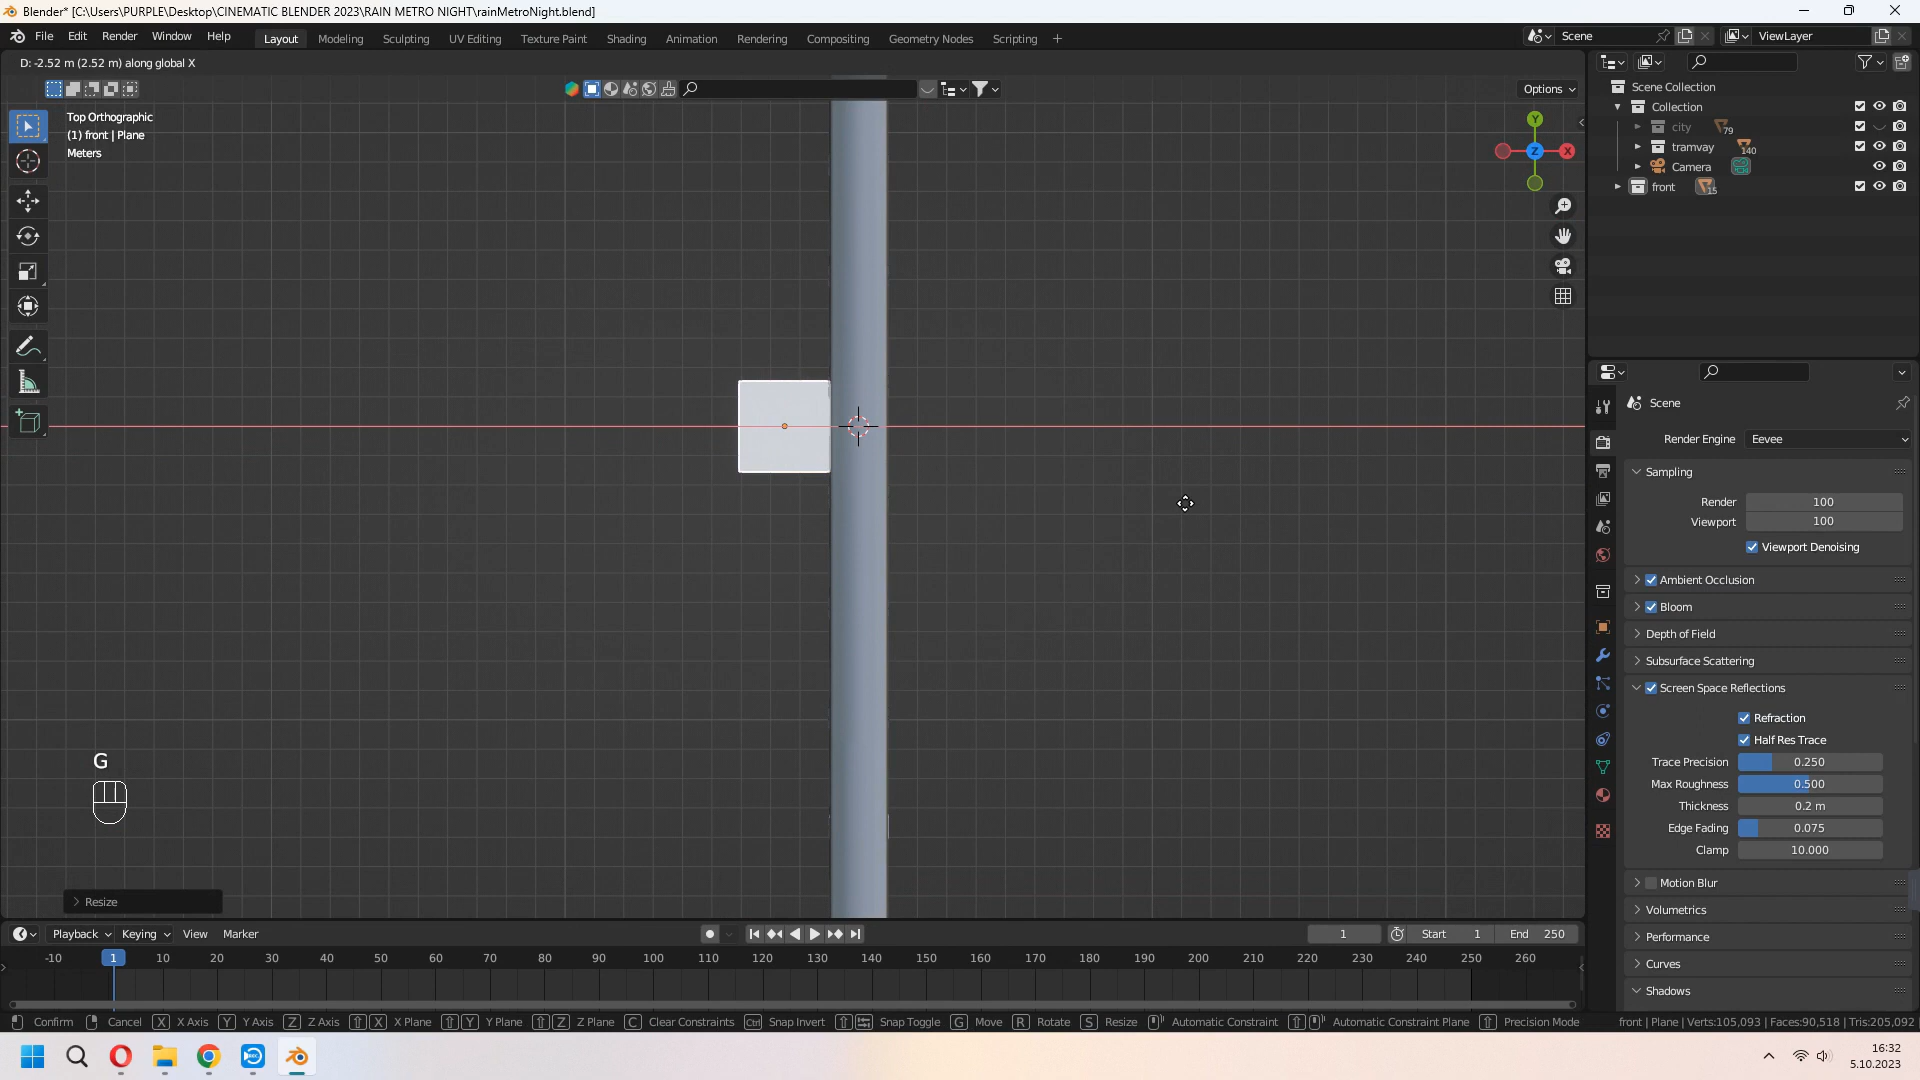 Blender* [C:\Users\PURPLE\Desktop\CINEMATIC BLENDER 2023\RAIN METRO NIGHT\rainMetroNight.blend]
File Edit Render Window Help Layout Modeling Sculpting UV Editing Texture Paint Shading Animation Rendering Compositing Geometry Nodes Scripting + Scene ViewLayer
D: -2.52 m (2.52 m) along global X
Options
Top Orthographic
(1) front | Plane
Meters
Y
Z
X
G
Resize
Scene Collection
Collection
city 79
tramvay 140
Camera
front 15
Scene
Render Engine Eevee
Sampling
Render 100
Viewport 100
Viewport Denoising
Ambient Occlusion
Bloom
Depth of Field
Subsurface Scattering
Screen Space Reflections
Refraction
Half Res Trace
Trace Precision 0.250
Max Roughness 0.500
Thickness 0.2 m
Edge Fading 0.075
Clamp 10.000
Motion Blur
Volumetrics
Performance
Curves
Shadows
Playback Keying View Marker 1 Start 1 End 250
-10 1 10 20 30 40 50 60 70 80 90 100 110 120 130 140 150 160 170 180 190 200 210 220 230 240 250 260
Confirm Cancel X X Axis Y Y Axis Z Z Axis X X Plane Y Y Plane Z Z Plane C Clear Constraints Ctrl Snap Invert Snap Toggle G Move R Rotate S Resize Automatic Constraint Automatic Constraint Plane Precision Mode front | Plane | Verts:105,093 | Faces:90,518 | Tris:205,092
16:32
5.10.2023